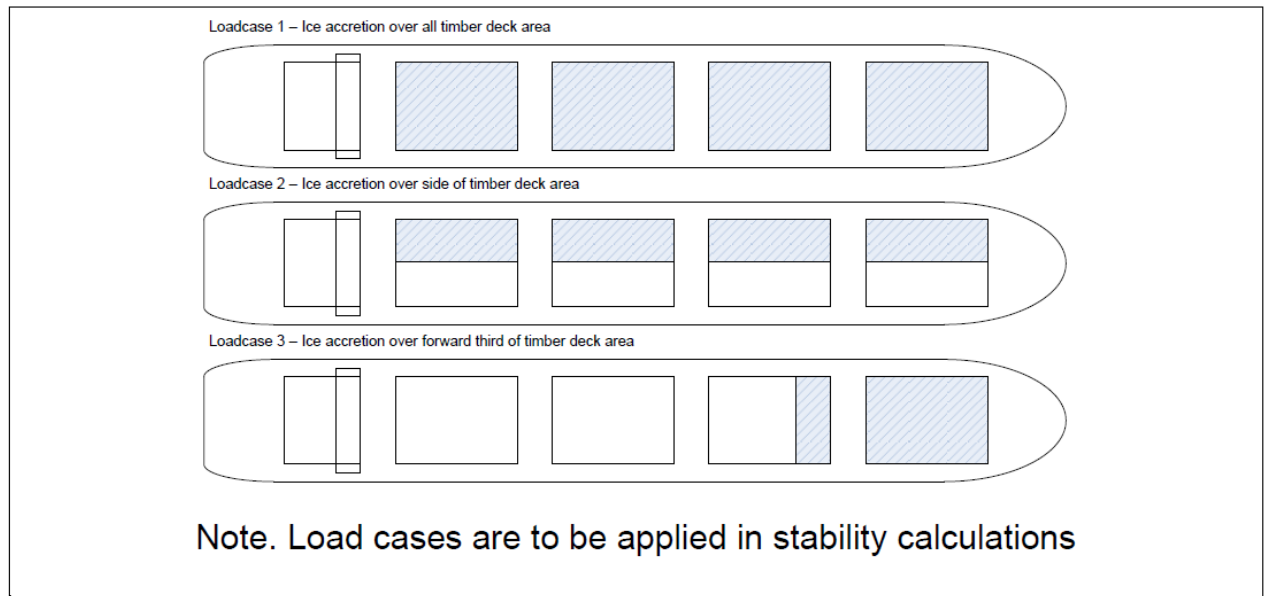 Loadcase 1 – Ice accretion over all timber deck area
Loadcase 2 – Ice accretion over side of timber deck area
Loadcase 3 – Ice accretion over forward third of timber deck area
Note. Load cases are to be applied in stability calculations